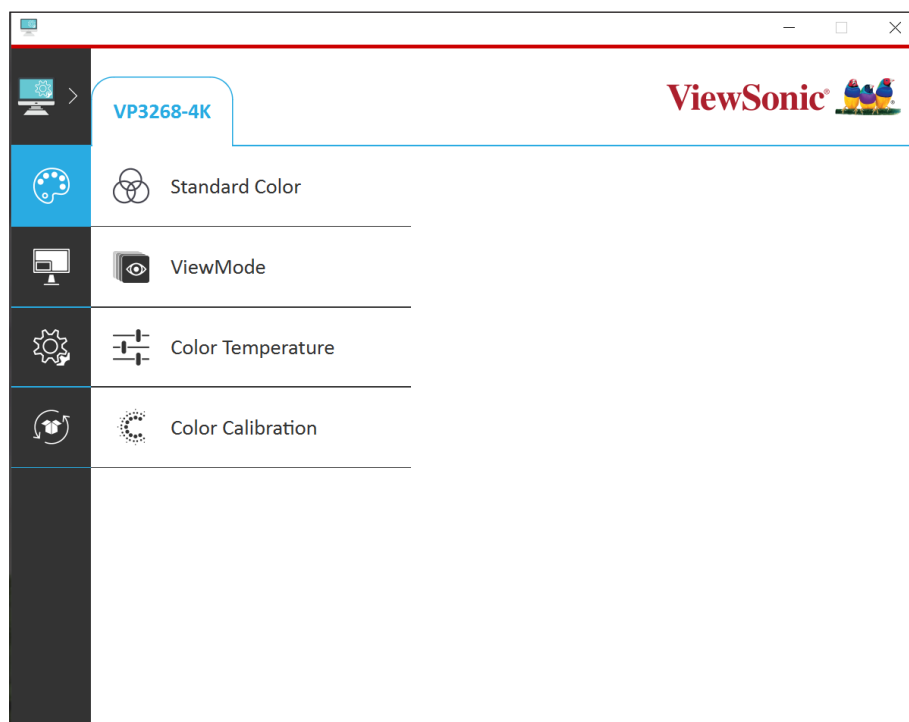 VP3268-4K
ViewSonic®
Standard Color
ViewMode
Color Temperature
Color Calibration